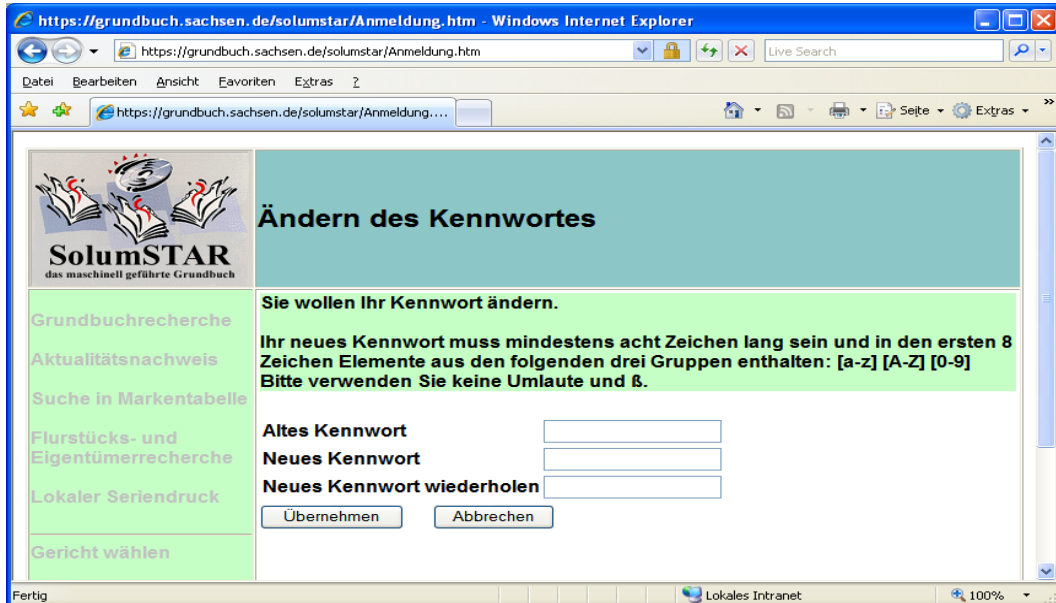 https://grundbuch.sachsen.de/solumstar/Anmeldung.htm - Windows Internet Explorer
https://grundbuch.sachsen.de/solumstar/Anmeldung.htm
Live Search
Datei Bearbeiten Ansicht Favoriten Extras ?
https://grundbuch.sachsen.de/solumstar/Anmeldung....
Seite Extras »
SolumSTAR
das maschinell geführte Grundbuch
Ändern des Kennwortes
Grundbuchrecherche
Aktualitätsnachweis
Suche in Markentabelle
Flurstücks- und
Eigentümerrecherche
Lokaler Seriendruck
Gericht wählen
Sie wollen Ihr Kennwort ändern.
Ihr neues Kennwort muss mindestens acht Zeichen lang sein und in den ersten 8
Zeichen Elemente aus den folgenden drei Gruppen enthalten: [a-z] [A-Z] [0-9]
Bitte verwenden Sie keine Umlaute und ß.
Altes Kennwort
Neues Kennwort
Neues Kennwort wiederholen
Übernehmen Abbrechen
Fertig Lokales Intranet 100%